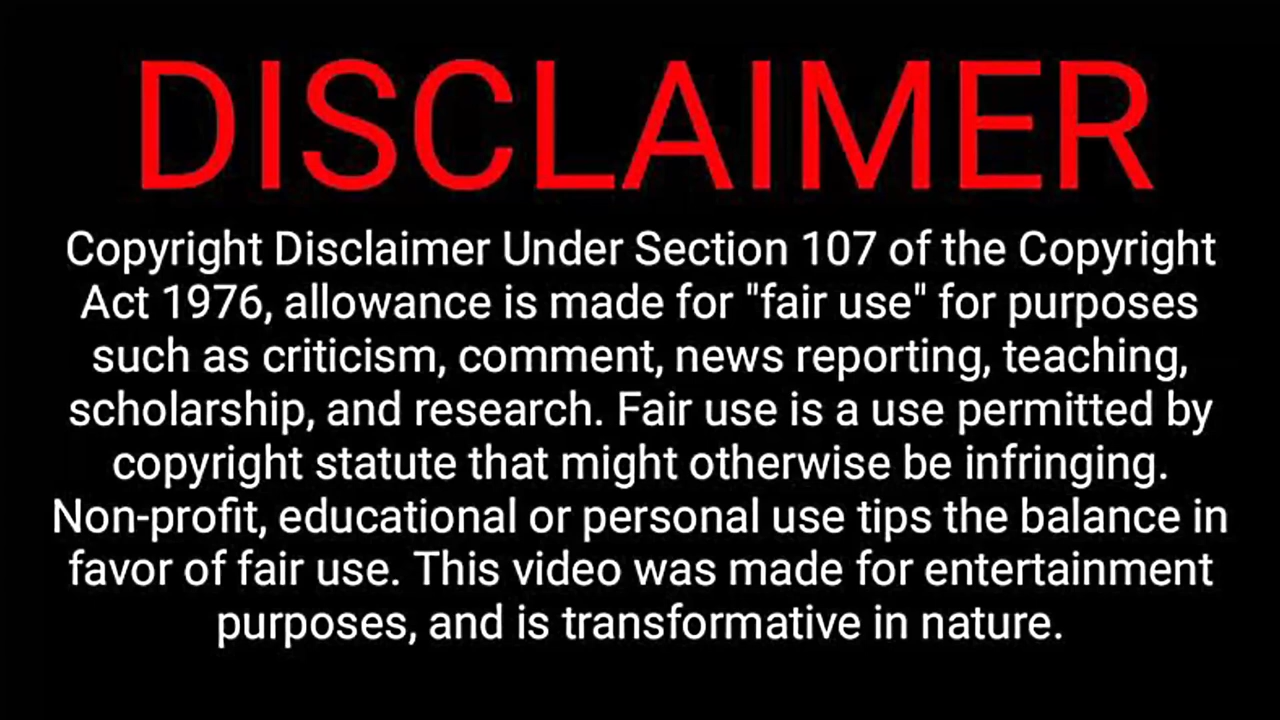 DISCLAIMER
Copyright Disclaimer Under Section 107 of the Copyright
Act 1976, allowance is made for "fair use" for purposes
such as criticism, comment, news reporting, teaching,
scholarship, and research. Fair use is a use permitted by
copyright statute that might otherwise be infringing.
Non-profit, educational or personal use tips the balance in
favor of fair use. This video was made for entertainment
purposes, and is transformative in nature.